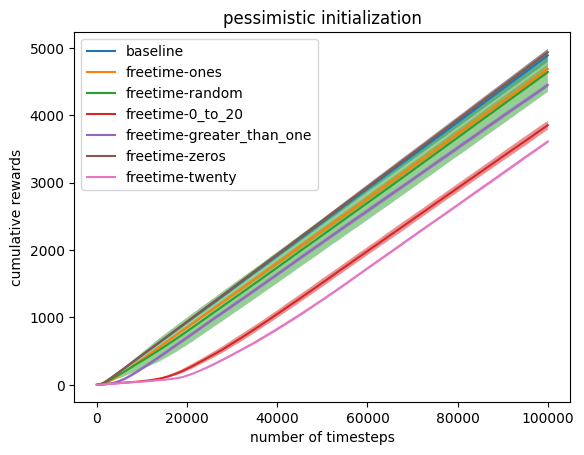 pessimistic initialization
cumulative rewards
5000
4000
3000
2000
1000
0
baseline
freetime-ones
freetime-random
freetime-0_to_20
freetime-greater_than_one
freetime-zeros
freetime-twenty
0 20000 40000 60000 80000 100000
number of timesteps